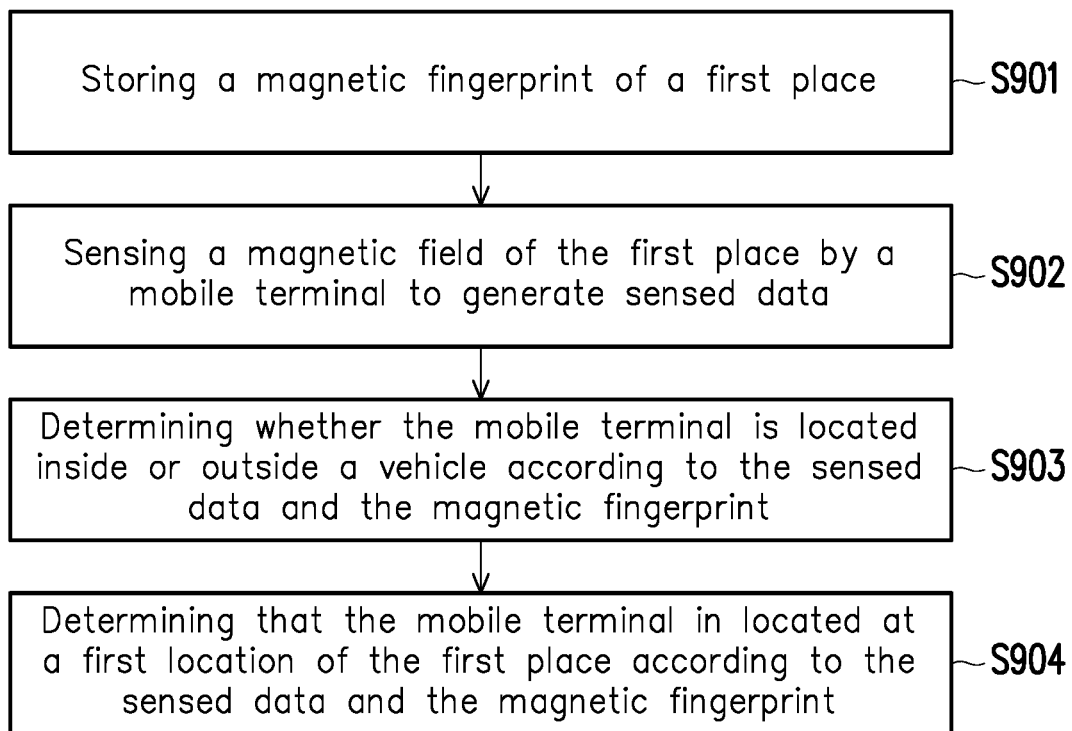 Storing a magnetic fingerprint of a first place
S901
Sensing a magnetic field of the first place by a
mobile terminal to generate sensed data
S902
Determining whether the mobile terminal is located
inside or outside a vehicle according to the sensed
data and the magnetic fingerprint
S903
Determining that the mobile terminal in located at
a first location of the first place according to the
sensed data and the magnetic fingerprint
S904